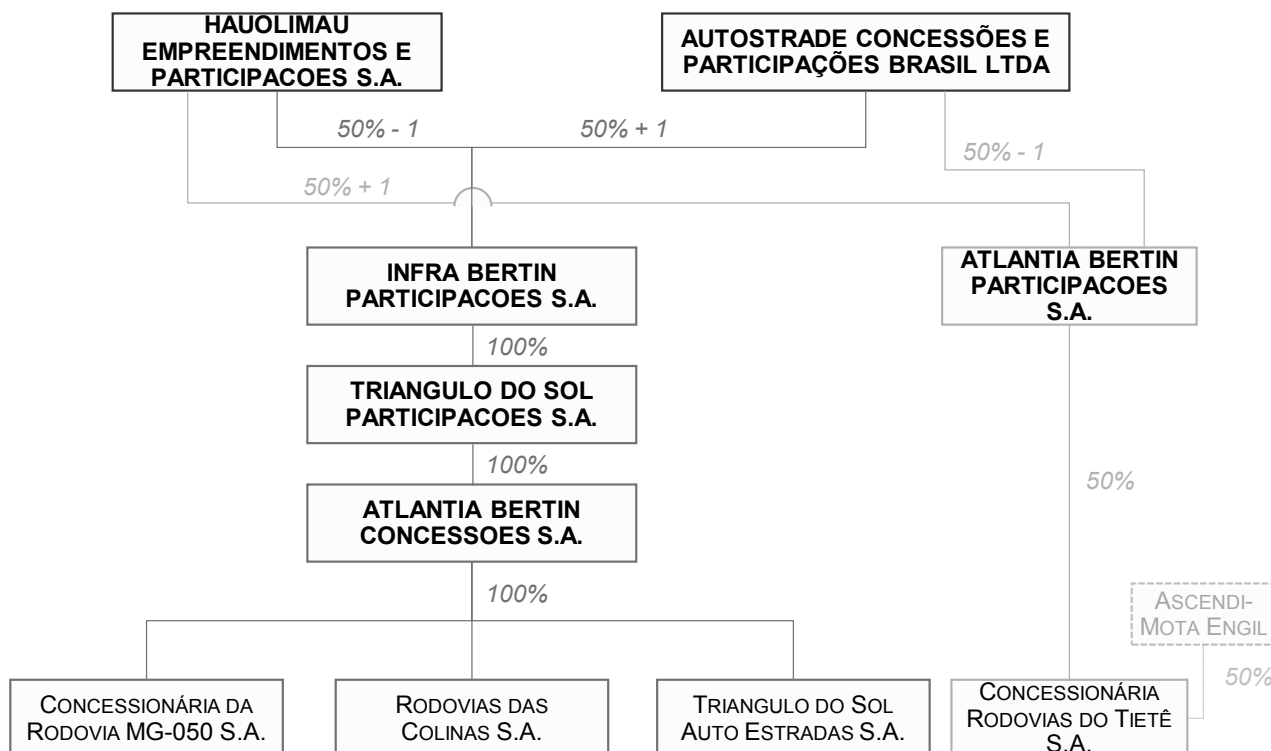 HAUOLIMAU
EMPREENDIMENTOS E
PARTICIPACOES S.A.
AUTOSTRADE CONCESSÕES E
PARTICIPAÇÕES BRASIL LTDA
50% - 1
50% + 1
50% - 1
50% + 1
INFRA BERTIN
PARTICIPACOES S.A.
ATLANTIA BERTIN
PARTICIPACOES
S.A.
100%
TRIANGULO DO SOL
PARTICIPACOES S.A.
100%
50%
ATLANTIA BERTIN
CONCESSOES S.A.
100%
ASCENDI-
MOTA ENGIL
50%
CONCESSIONÁRIA DA
RODOVIA MG-050 S.A.
RODOVIAS DAS
COLINAS S.A.
TRIANGULO DO SOL
AUTO ESTRADAS S.A.
CONCESSIONÁRIA
RODOVIAS DO TIETÊ
S.A.